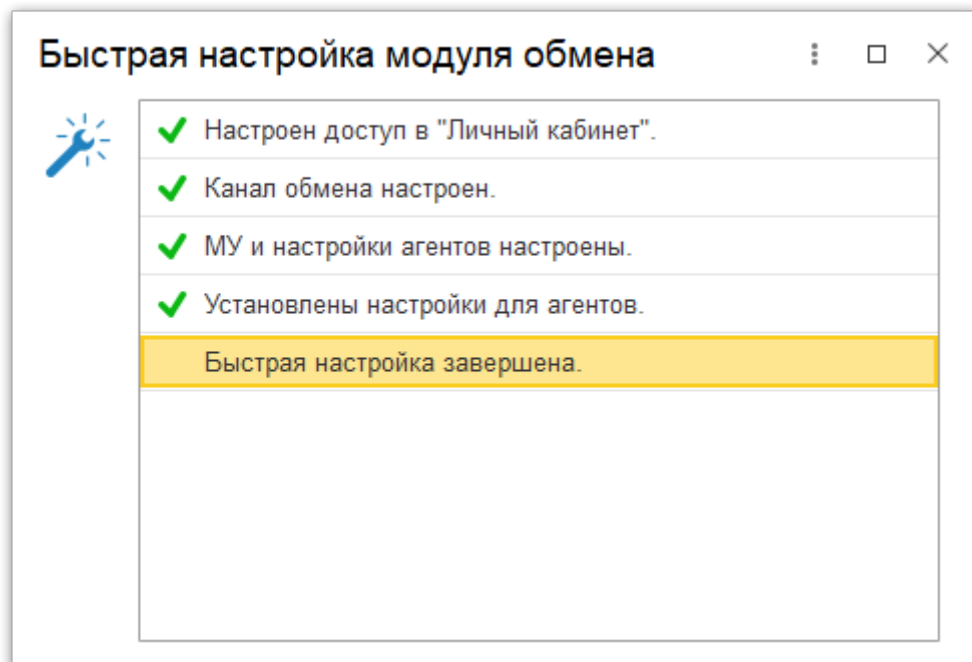 Быстрая настройка модуля обмена
Настроен доступ в "Личный кабинет".
Канал обмена настроен.
МУ и настройки агентов настроены.
Установлены настройки для агентов.
Быстрая настройка завершена.